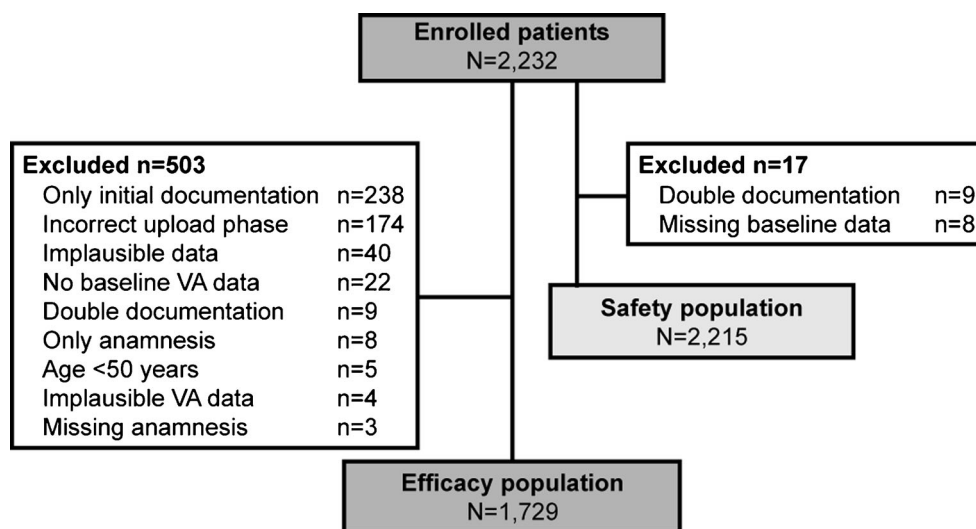 Enrolled patients
N=2,232
Excluded n=503
Only initial documentation n=238
Incorrect upload phase n=174
Implausible data n=40
No baseline VA data n=22
Double documentation n=9
Only anamnesis n=8
Age <50 years n=5
Implausible VA data n=4
Missing anamnesis n=3
Excluded n=17
Double documentation n=9
Missing baseline data n=8
Safety population
N=2,215
Efficacy population
N=1,729